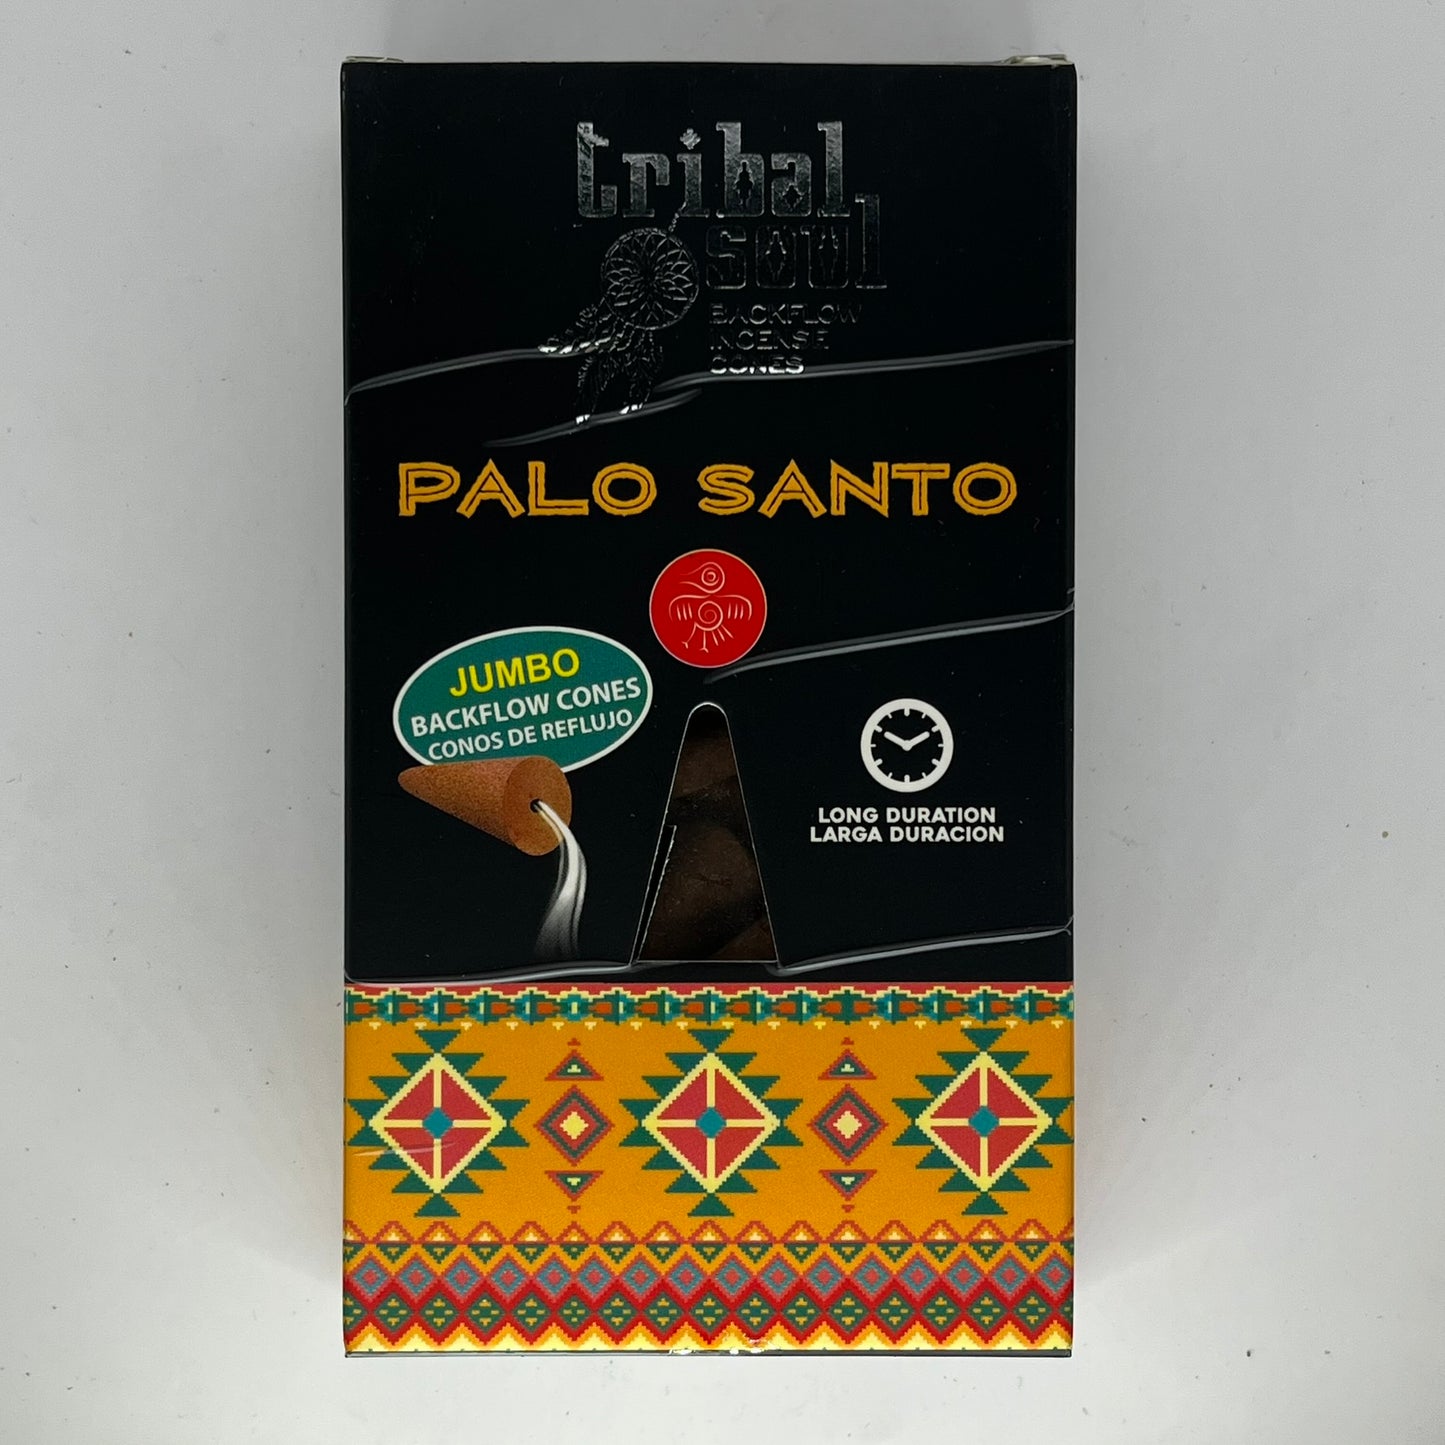 tribal
soul
BACKFLOW
INCENSE
CONES
PALO SANTO
JUMBO
BACKFLOW CONES
CONOS DE REFLUJO
LONG DURATION
LARGA DURACION